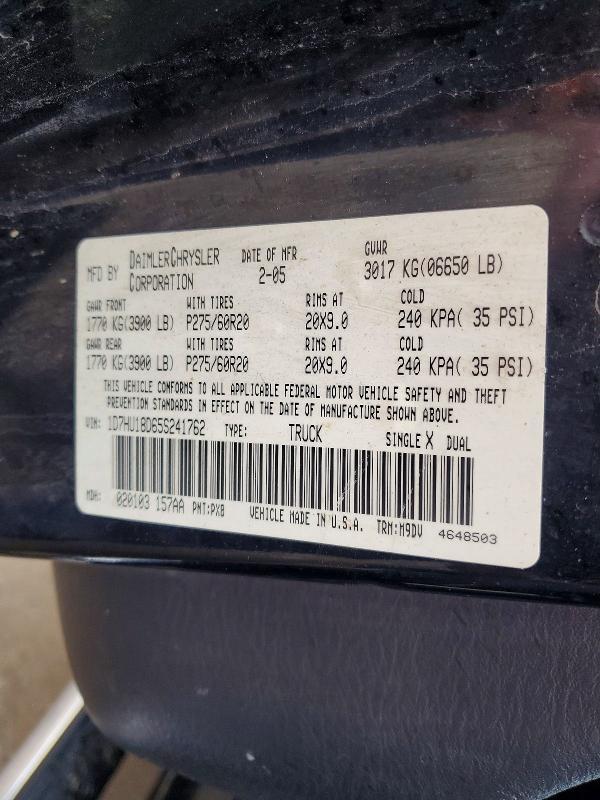 MFD BY DAIMLERCHRYSLER CORPORATION DATE OF MFR 2-05 GVWR 3017 KG(06650 LB)
GAWR FRONT WITH TIRES RIMS AT COLD
1770 KG(3900 LB) P275/60R20 20X9.0 240 KPA( 35 PSI)
GAWR REAR WITH TIRES RIMS AT COLD
1770 KG(3900 LB) P275/60R20 20X9.0 240 KPA( 35 PSI)
THIS VEHICLE CONFORMS TO ALL APPLICABLE FEDERAL MOTOR VEHICLE SAFETY AND THEFT
PREVENTION STANDARDS IN EFFECT ON THE DATE OF MANUFACTURE SHOWN ABOVE.
VIN: 1D7HU18D65S241762 TYPE: TRUCK SINGLE X DUAL
MDH: 020103 157AA PNT:PX8 VEHICLE MADE IN U.S.A. TRM:M9DV 4648503